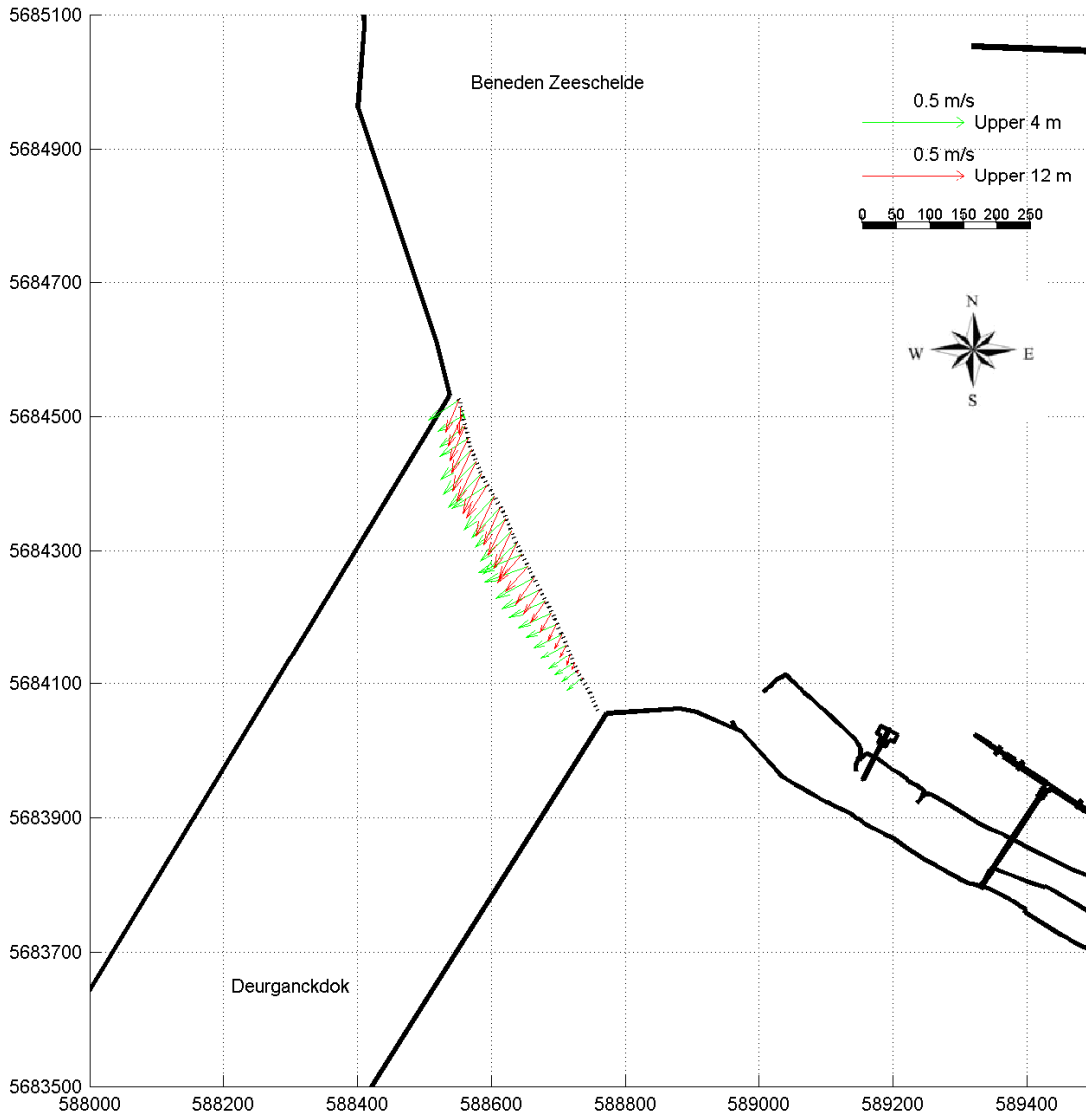 5685100
Beneden Zeeschelde
0.5 m/s
Upper 4 m
5684900
0.5 m/s
Upper 12 m
0 50 100 150 200 250
5684700
N
W E
S
5684500
5684300
5684100
5683900
5683700
Deurganckdok
5683500
588000 588200 588400 588600 588800 589000 589200 589400